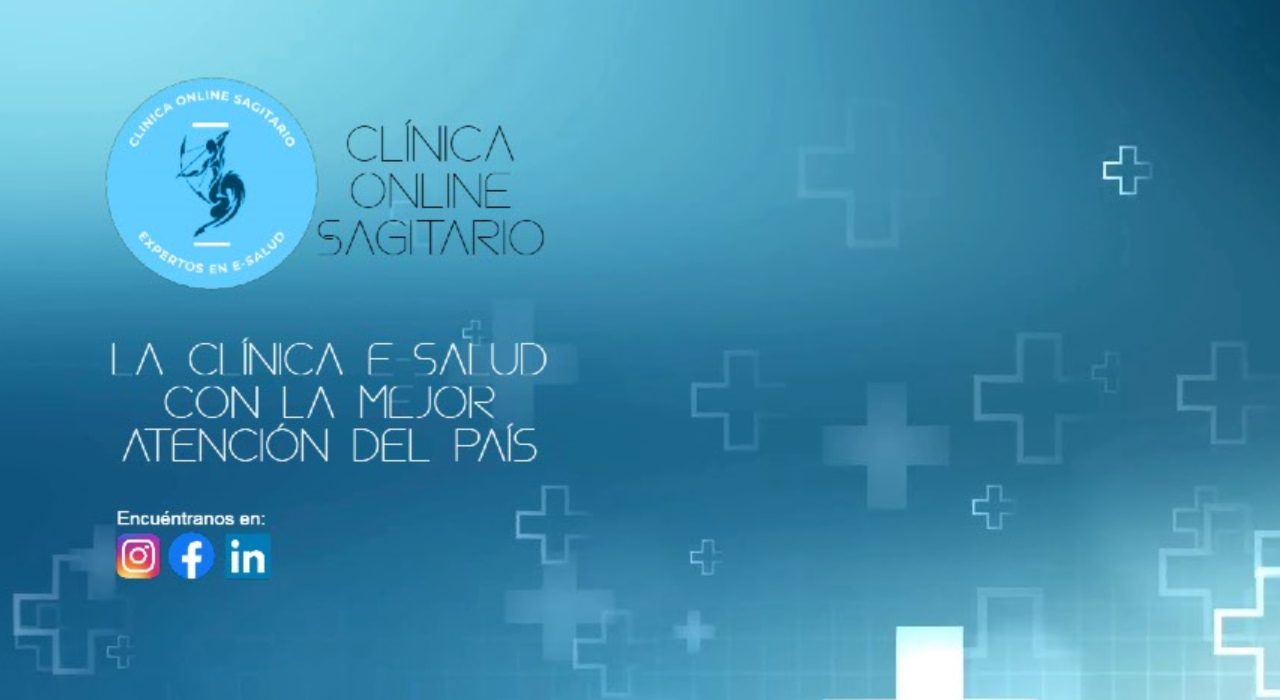 CLINICA ONLINE SAGITARIO
EXPERTOS EN E-SALUD
CLÍNICA
ONLINE
SAGITARIO
LA CLÍNICA E-SALUD
CON LA MEJOR
ATENCIÓN DEL PAÍS
Encuéntranos en:
in